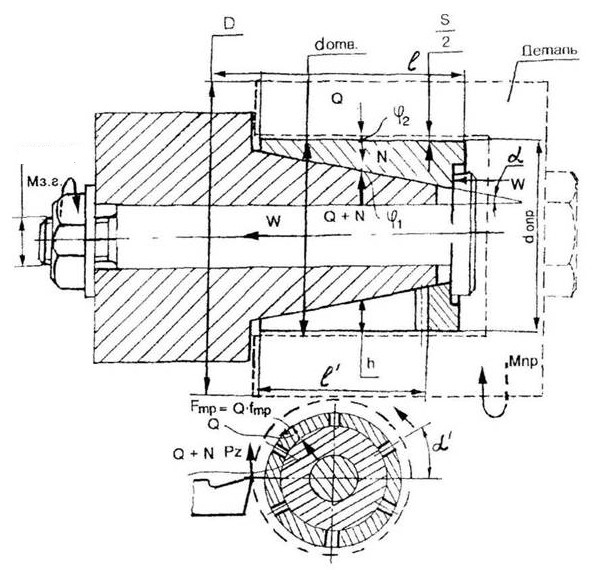 D
dотв.
S
2
ℓ
Деталь
Q
φ₂
N
α
Mз.г.
W
W
Q + N
φ₁
dопр
ℓ'
h
Mпр
Fтр = Q·fтр
Q
Q + N Pz
α'